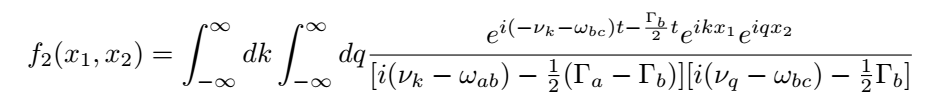 f_2(x_1, x_2) = \int_{-\infty}^{\infty} dk \int_{-\infty}^{\infty} dq \frac{e^{i(-\nu_k - \omega_{bc})t - \frac{\Gamma_b}{2}t} e^{ikx_1} e^{iqx_2}}{[i(\nu_k - \omega_{ab}) - \frac{1}{2}(\Gamma_a - \Gamma_b)][i(\nu_q - \omega_{bc}) - \frac{1}{2}\Gamma_b]}